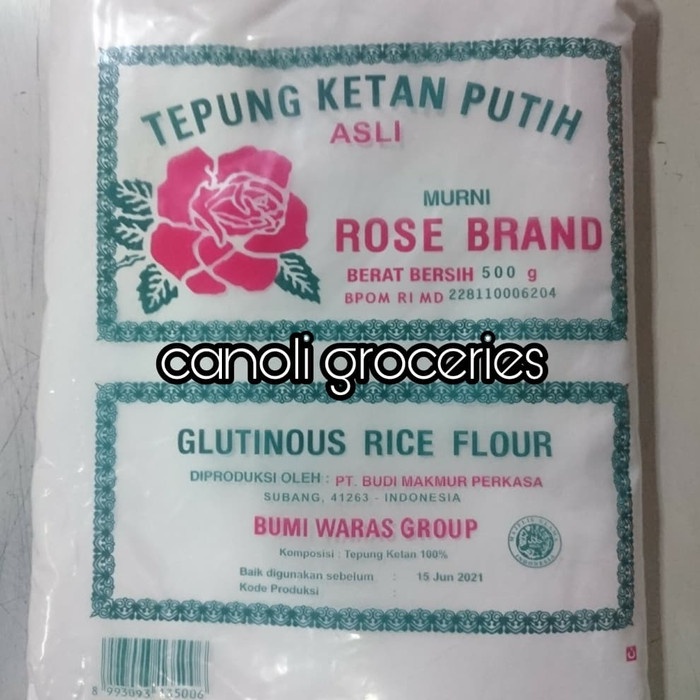 TEPUNG KETAN PUTIH
ASLI
MURNI
ROSE BRAND
BERAT BERSIH 500 g
BPOM RI MD 228110006204
canoli groceries
GLUTINOUS RICE FLOUR
DIPRODUKSI OLEH : PT. BUDI MAKMUR PERKASA
SUBANG, 41263 - INDONESIA
BUMI WARAS GROUP
Komposisi : Tepung Ketan 100%
Baik digunakan sebelum : 15 Jun 2021
Kode Produksi :